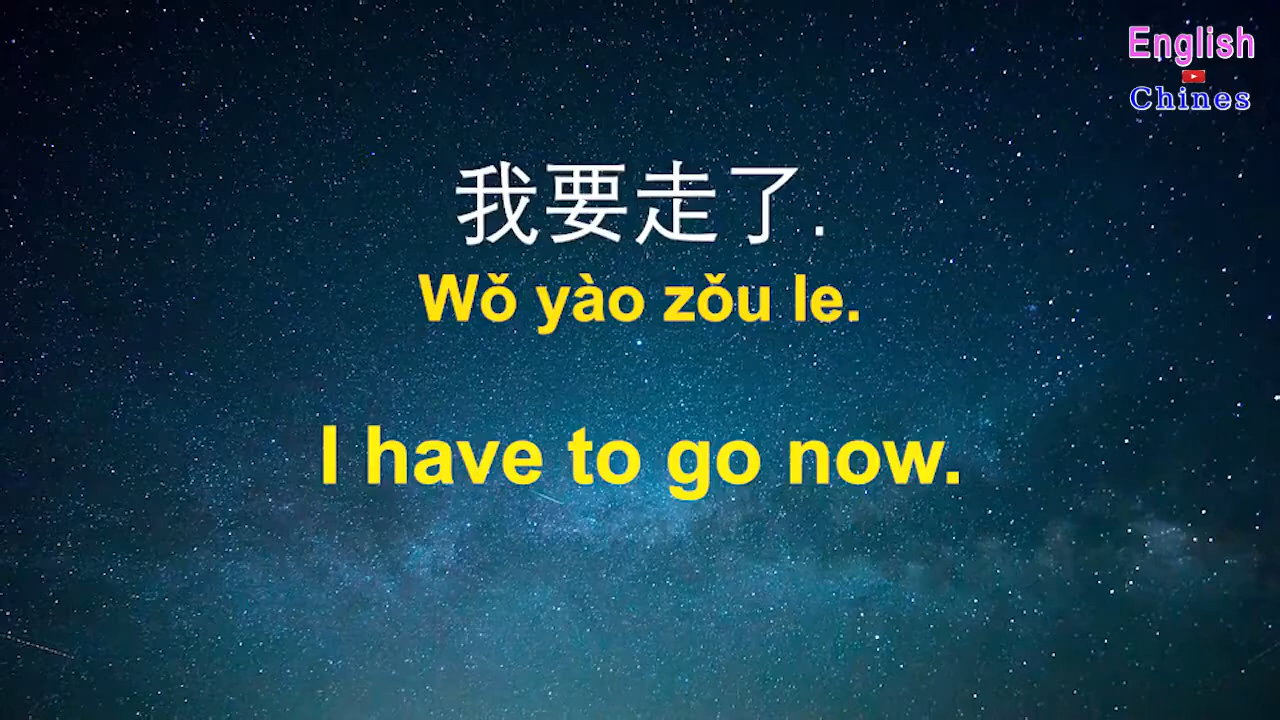 English
Chines
我要走了.
Wǒ yào zǒu le.
I have to go now.